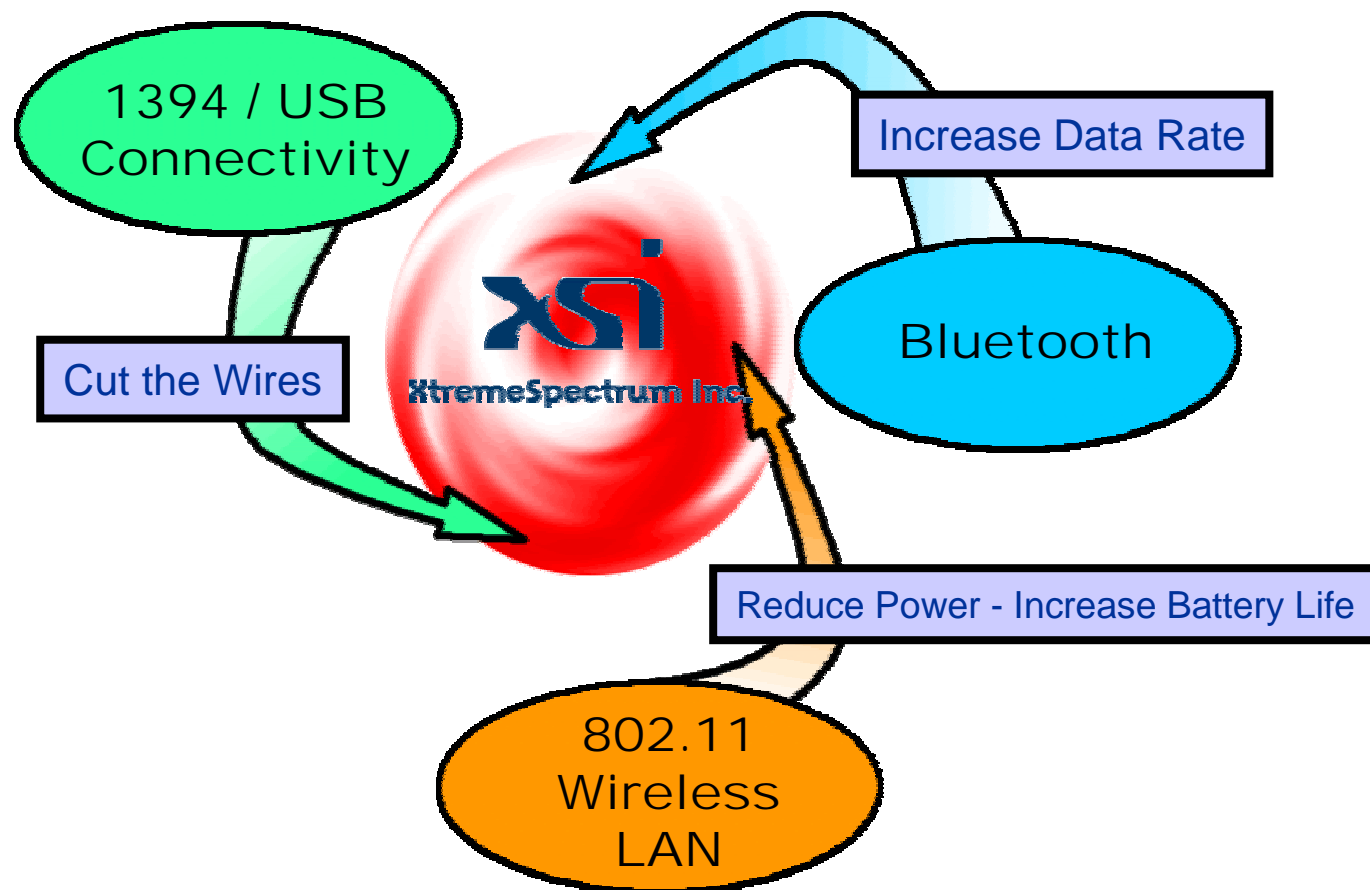 1394 / USB
Connectivity
Increase Data Rate
xsi
XtremeSpectrum Inc.
Bluetooth
Cut the Wires
Reduce Power - Increase Battery Life
802.11
Wireless
LAN